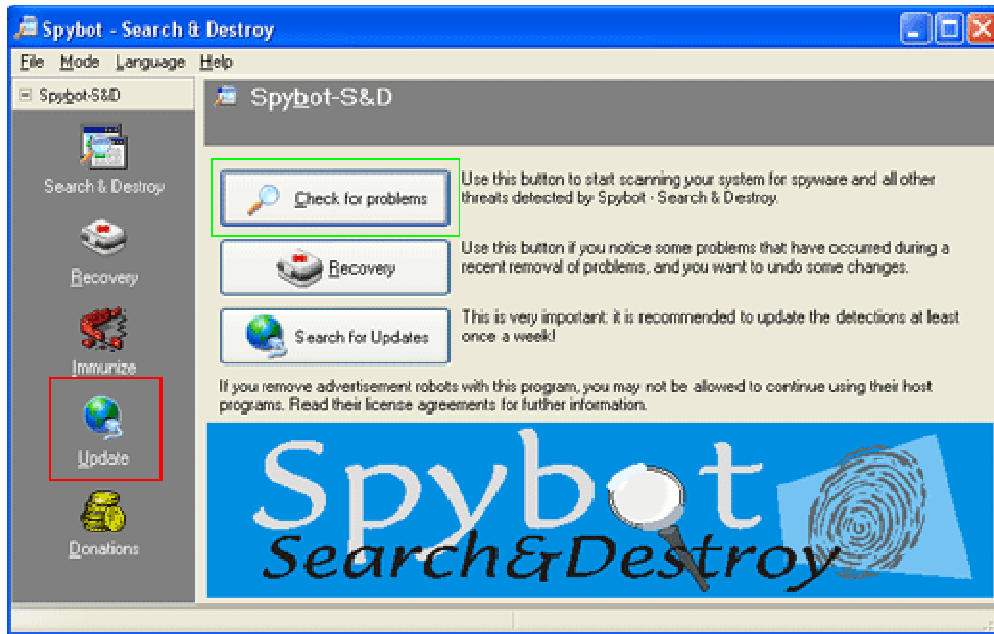 Spybot - Search & Destroy
File Mode Language Help
Spybot-S&D
Search & Destroy
Recovery
Immunize
Update
Donations
Spybot-S&D
Check for problems
Use this button to start scanning your system for spyware and all other
threats detected by Spybot - Search & Destroy.
Recovery
Use this button if you notice some problems that have occurred during a
recent removal of problems, and you want to undo some changes.
Search for Updates
This is very important: it is recommended to update the detections at least
once a week!
If you remove advertisement robots with this program, you may not be allowed to continue using their host
programs. Read their license agreements for further information.
Spybot
Search&Destroy